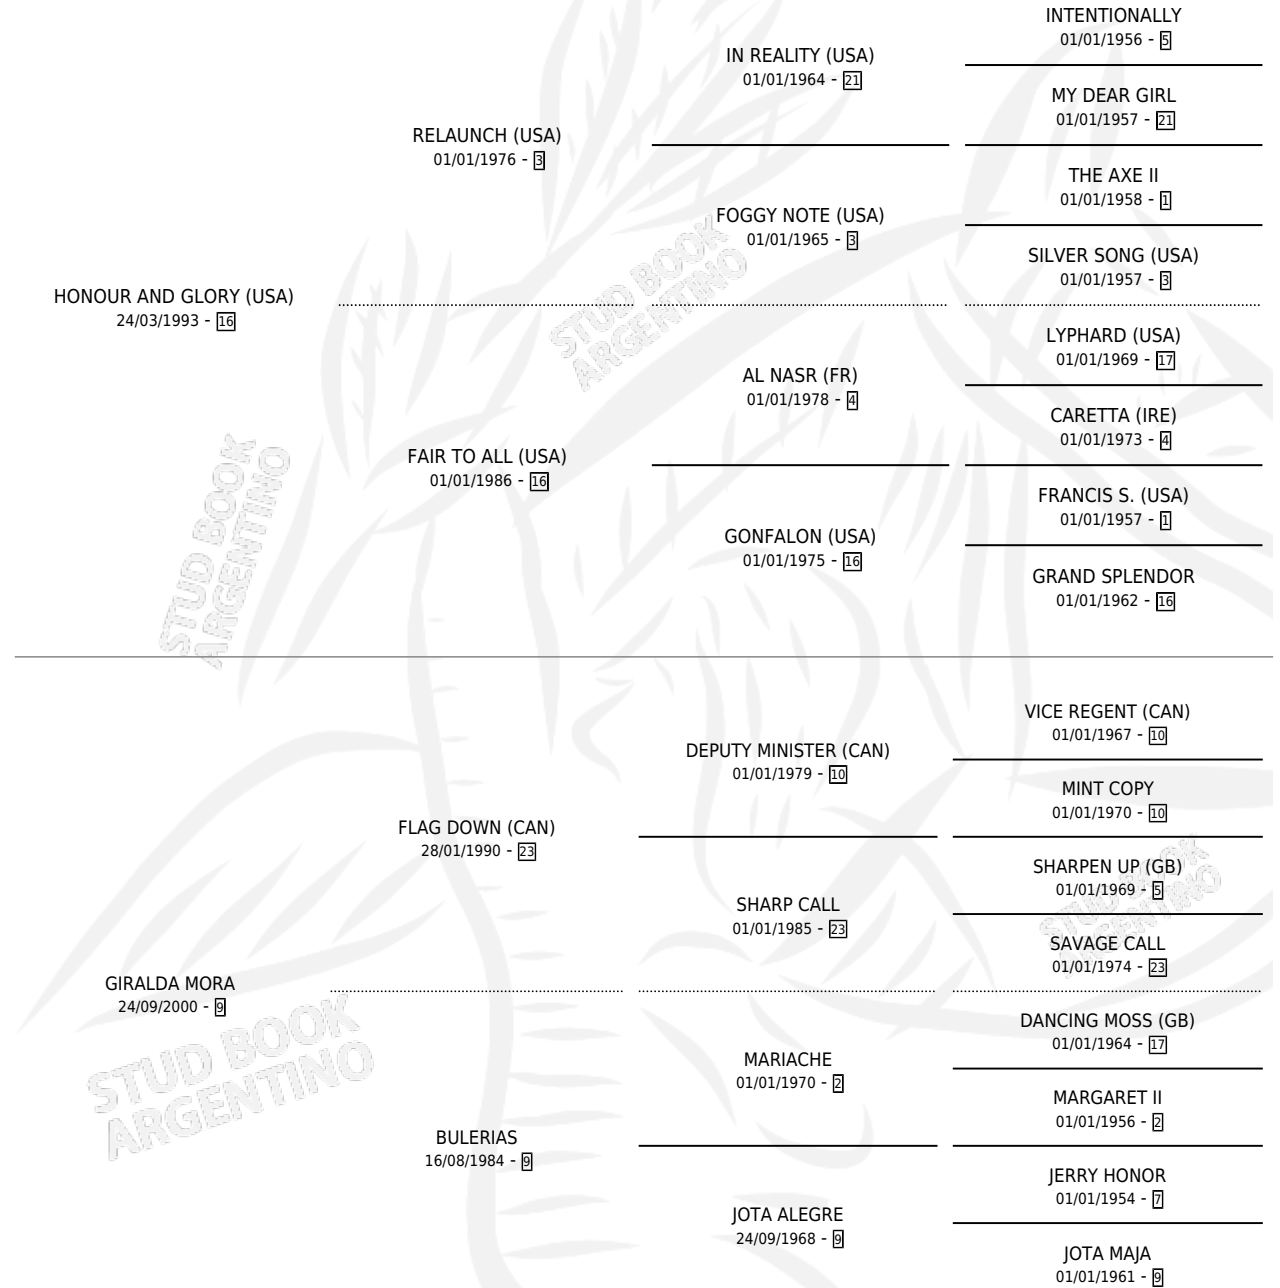 INTENTIONALLY
01/01/1956 - 5
IN REALITY (USA)
01/01/1964 - 21
MY DEAR GIRL
01/01/1957 - 21
RELAUNCH (USA)
01/01/1976 - 3
THE AXE II
01/01/1958 - 1
FOGGY NOTE (USA)
01/01/1965 - 3
SILVER SONG (USA)
01/01/1957 - 3
HONOUR AND GLORY (USA)
24/03/1993 - 16
LYPHARD (USA)
01/01/1969 - 17
AL NASR (FR)
01/01/1978 - 4
CARETTA (IRE)
01/01/1973 - 4
FAIR TO ALL (USA)
01/01/1986 - 16
FRANCIS S. (USA)
01/01/1957 - 1
GONFALON (USA)
01/01/1975 - 16
GRAND SPLENDOR
01/01/1962 - 16
VICE REGENT (CAN)
01/01/1967 - 10
DEPUTY MINISTER (CAN)
01/01/1979 - 10
MINT COPY
01/01/1970 - 10
FLAG DOWN (CAN)
28/01/1990 - 23
SHARPEN UP (GB)
01/01/1969 - 5
SHARP CALL
01/01/1985 - 23
SAVAGE CALL
01/01/1974 - 23
GIRALDA MORA
24/09/2000 - 9
DANCING MOSS (GB)
01/01/1964 - 17
MARIACHE
01/01/1970 - 2
MARGARET II
01/01/1956 - 2
BULERIAS
16/08/1984 - 9
JERRY HONOR
01/01/1954 - 7
JOTA ALEGRE
24/09/1968 - 9
JOTA MAJA
01/01/1961 - 9
STUD BOOK
ARGENTINO
STUD BOOK
ARGENTINO
STUD BOOK
ARGENTINO
STUD BOOK
ARGENTINO